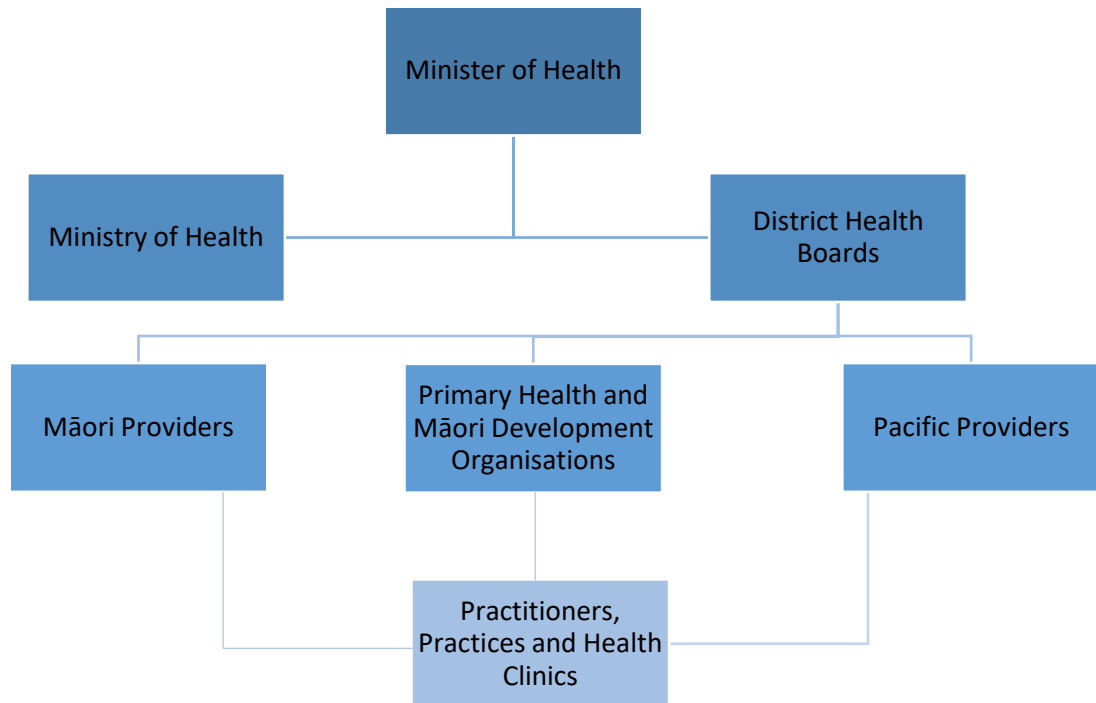 Minister of Health
Ministry of Health
District Health
Boards
Māori Providers
Primary Health and
Māori Development
Organisations
Pacific Providers
Practitioners,
Practices and Health
Clinics